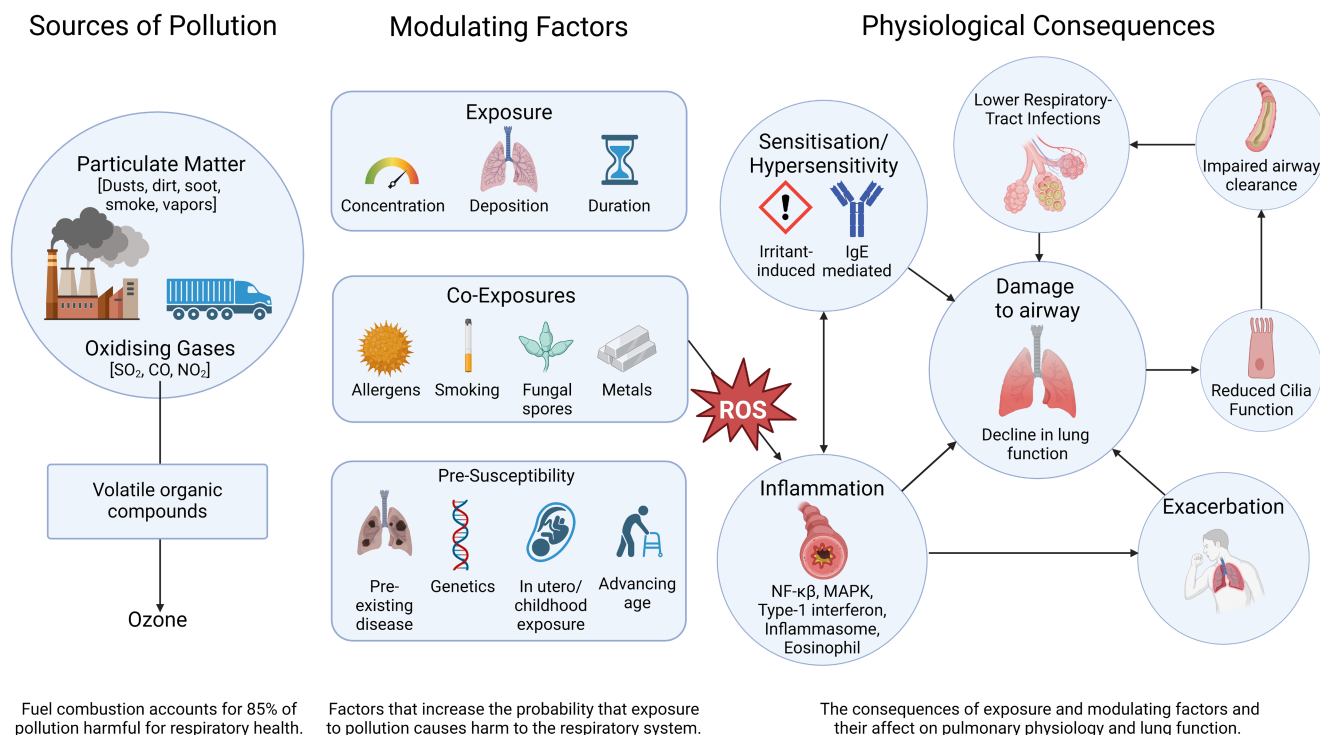 Sources of Pollution
Particulate Matter
[Dusts, dirt, soot,
smoke, vapors]
Oxidising Gases
[SO₂, CO, NO₂]
Volatile organic
compounds
Ozone
Fuel combustion accounts for 85% of
pollution harmful for respiratory health.
Modulating Factors
Exposure
Concentration
Deposition
Duration
Co-Exposures
Allergens
Smoking
Fungal
spores
Metals
ROS
Pre-Susceptibility
Pre-
existing
disease
Genetics
In utero/
childhood
exposure
Advancing
age
Factors that increase the probability that exposure
to pollution causes harm to the respiratory system.
Physiological Consequences
Sensitisation/
Hypersensitivity
Irritant-
induced
IgE
mediated
Inflammation
NF-κβ, MAPK,
Type-1 interferon,
Inflammasome,
Eosinophil
Lower Respiratory-
Tract Infections
Impaired airway
clearance
Damage
to airway
Decline in lung
function
Reduced Cilia
Function
Exacerbation
The consequences of exposure and modulating factors and
their affect on pulmonary physiology and lung function.